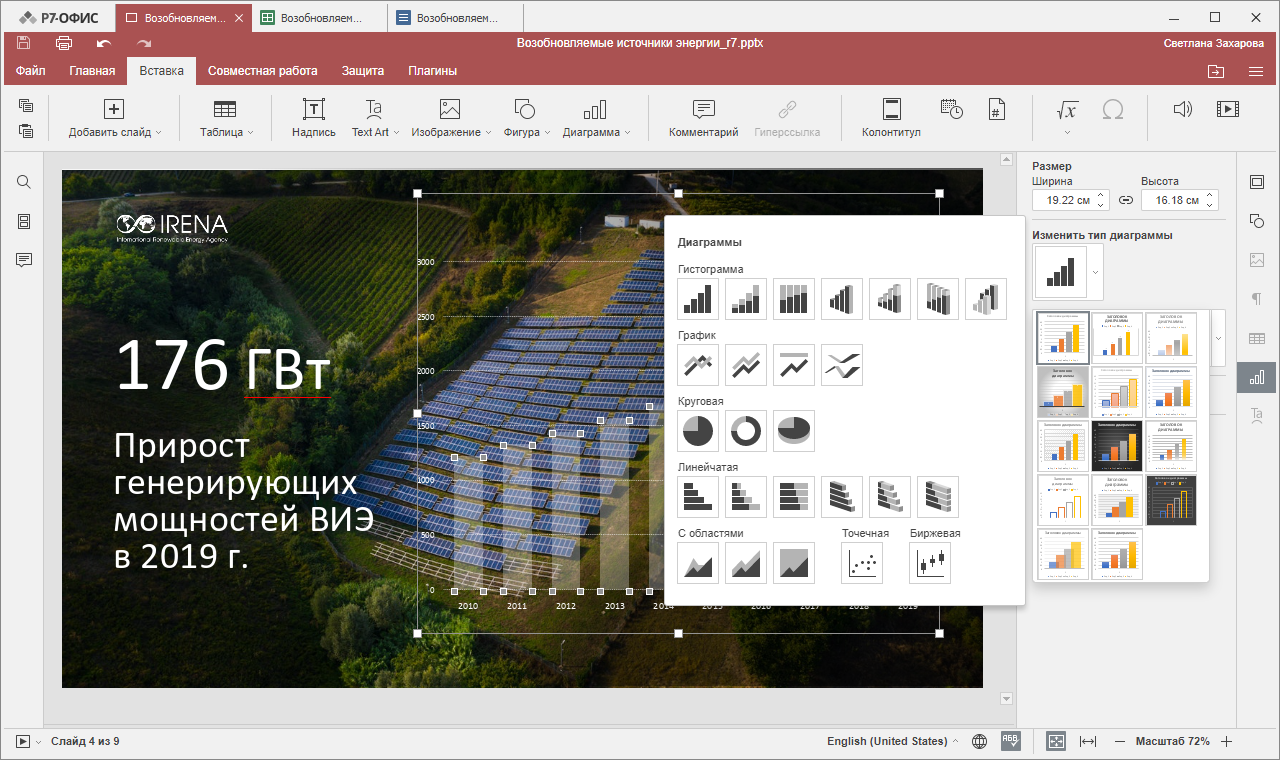 Р7-ОФИС
Возобновляем...
Возобновляем...
Возобновляем...
Возобновляемые источники энергии_r7.pptx
Светлана Захарова
Файл
Главная
Вставка
Совместная работа
Защита
Плагины
Добавить слайд
Таблица
Надпись
Text Art
Изображение
Фигура
Диаграмма
Комментарий
Гиперссылка
Колонтитул
IRENA
International Renewable Energy Agency
176 ГВт
Прирост
генерирующих
мощностей ВИЭ
в 2019 г.
3000
2000
1500
1000
500
0
2010
2011
2012
2013
2014
2015
2016
2017
2018
2019
Диаграммы
Гистограмма
График
Круговая
Линейчатая
С областями
Точечная
Биржевая
Размер
Ширина
Высота
19.22 см
16.18 см
Изменить тип диаграммы
Слайд 4 из 9
English (United States)
АБВ
Масштаб 72%